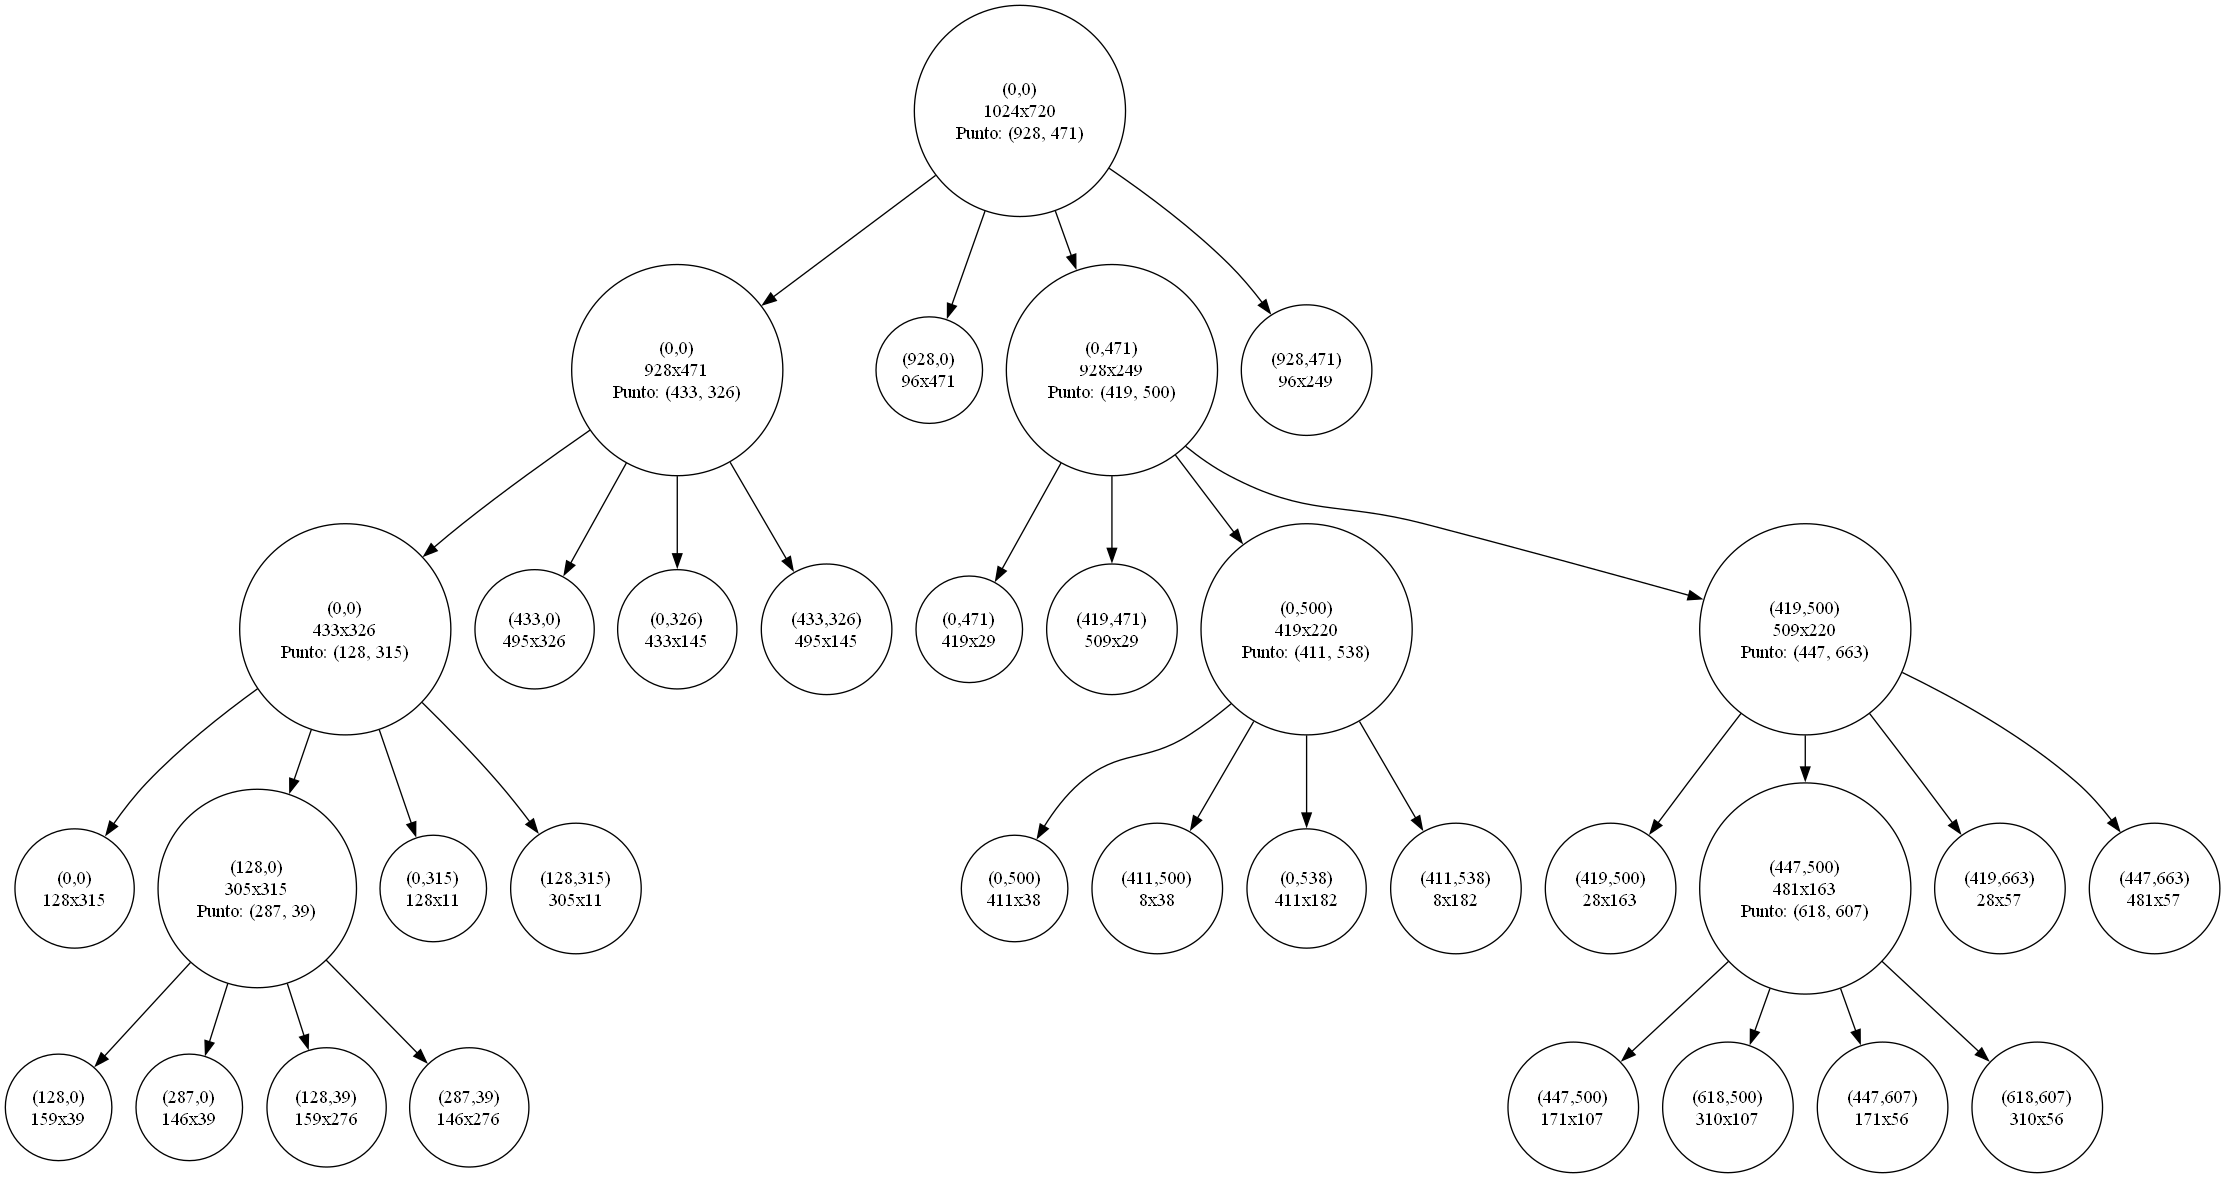 (0,0)
1024x720
Punto: (928, 471)
(0,0)
928x471
Punto: (433, 326)
(928,0)
96x471
(0,471)
928x249
Punto: (419, 500)
(928,471)
96x249
(0,0)
433x326
Punto: (128, 315)
(433,0)
495x326
(0,326)
433x145
(433,326)
495x145
(0,471)
419x29
(419,471)
509x29
(0,500)
419x220
Punto: (411, 538)
(419,500)
509x220
Punto: (447, 663)
(0,0)
128x315
(128,0)
305x315
Punto: (287, 39)
(0,315)
128x11
(128,315)
305x11
(0,500)
411x38
(411,500)
8x38
(0,538)
411x182
(411,538)
8x182
(419,500)
28x163
(447,500)
481x163
Punto: (618, 607)
(419,663)
28x57
(447,663)
481x57
(128,0)
159x39
(287,0)
146x39
(128,39)
159x276
(287,39)
146x276
(447,500)
171x107
(618,500)
310x107
(447,607)
171x56
(618,607)
310x56